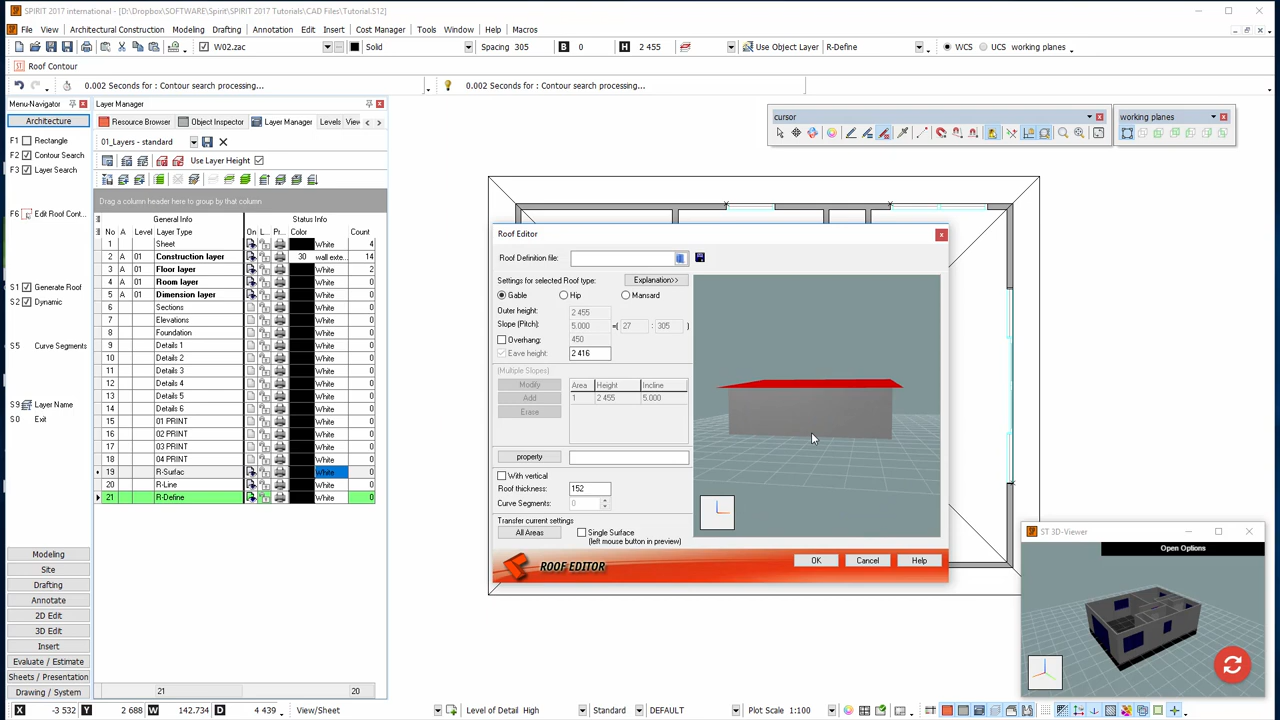 SPIRIT 2017 international - [D:\Dropbox\SOFTWARE\Spirit\SPIRIT 2017 Tutorials\CAD Files\Tutorial.S12]
File View Architectural Construction Modeling Drafting Annotation Edit Insert Cost Manager Tools Window Help Macros
W02.zac Solid Spacing 305 B 0 H 2 455 Use Object Layer R-Define WCS UCS working planes
Roof Contour
0.002 Seconds for : Contour search processing... 0.002 Seconds for : Contour search processing...
Menu-Navigator Layer Manager
Architecture Resource Browser Object Inspector Layer Manager Levels View
F1 Rectangle
F2 Contour Search
F3 Layer Search
F6 Edit Roof Cont...
S1 Generate Roof
S2 Dynamic
S5 Curve Segments
S9 Layer Name
S0 Exit
Modeling
Site
Drafting
Annotate
2D Edit
3D Edit
Insert
Evaluate / Estimate
Sheets / Presentation
Drawing / System
01_Layers - standard
Use Layer Height
Drag a column header here to group by that column
General Info Status Info
No A Level Layer Type On L... Pr... Color Count
1 Sheet White 4
2 A 01 Construction layer 30 wall exte... 14
3 A 01 Floor layer White 2
4 A 01 Room layer White 0
5 A 01 Dimension layer White 0
6 Sections White 0
7 Elevations White 0
8 Foundation White 0
9 Details 1 White 0
10 Details 2 White 0
11 Details 3 White 0
12 Details 4 White 0
13 Details 5 White 0
14 Details 6 White 0
15 01 PRINT White 0
16 02 PRINT White 0
17 03 PRINT White 0
18 04 PRINT White 0
19 R-Surfac White 0
20 R-Line White 0
21 R-Define White 0
21 20
cursor working planes
Roof Editor
Roof Definition file:
Settings for selected Roof type: Explanation>>
Gable Hip Mansard
Outer height: 2 455
Slope (Pitch): 5.000 =( 27 : 305 )
Overhang: 450
Eave height: 2 416
(Multiple Slopes)
Modify Area Height Incline
Add 1 2 455 5.000
Erase
property
With vertical
Roof thickness: 152
Curve Segments: 0
Transfer current settings
All Areas Single Surface
(left mouse button in preview)
ROOF EDITOR OK Cancel Help
ST 3D-Viewer
Open Options
X -3 532 Y 2 688 W 142.734 D 4 439 View/Sheet Level of Detail High Standard DEFAULT Plot Scale 1:100